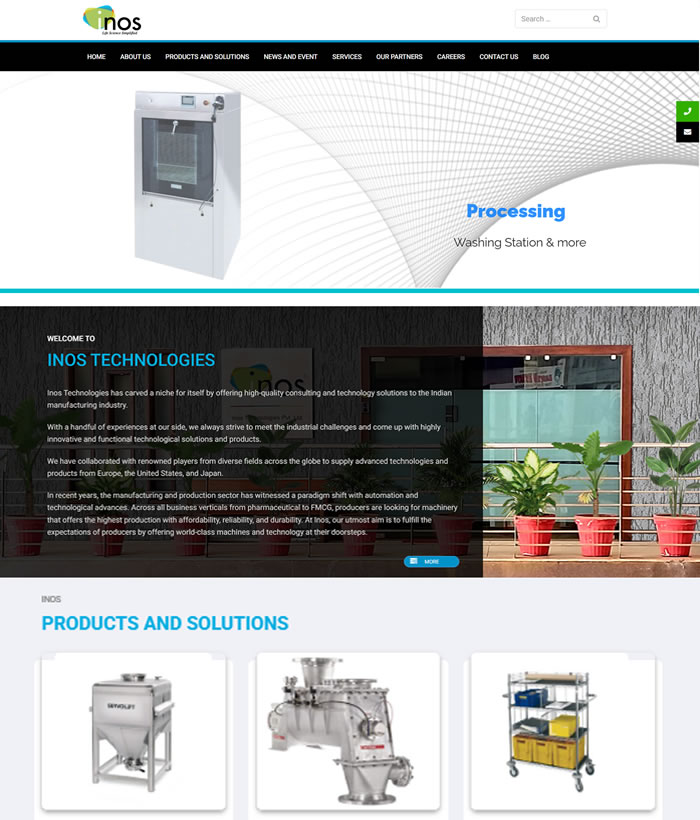 inos
Life Science Simplified
Search ...
HOME ABOUT US PRODUCTS AND SOLUTIONS NEWS AND EVENT SERVICES OUR PARTNERS CAREERS CONTACT US BLOG
Processing
Washing Station & more
WELCOME TO
INOS TECHNOLOGIES
inos
Inos Technologies has carved a niche for itself by offering high-quality consulting and technology solutions to the Indian
manufacturing industry.
With a handful of experiences at our side, we always strive to meet the industrial challenges and come up with highly
innovative and functional technological solutions and products.
We have collaborated with renowned players from diverse fields across the globe to supply advanced technologies and
products from Europe, the United States, and Japan.
In recent years, the manufacturing and production sector has witnessed a paradigm shift with automation and
technological advances. Across all business verticals from pharmaceutical to FMCG, producers are looking for machinery
that offers the highest production with affordability, reliability, and durability. At Inos, our utmost aim is to fulfill the
expectations of producers by offering world-class machines and technology at their doorsteps.
MORE
INOS
PRODUCTS AND SOLUTIONS
SERVOLIFT